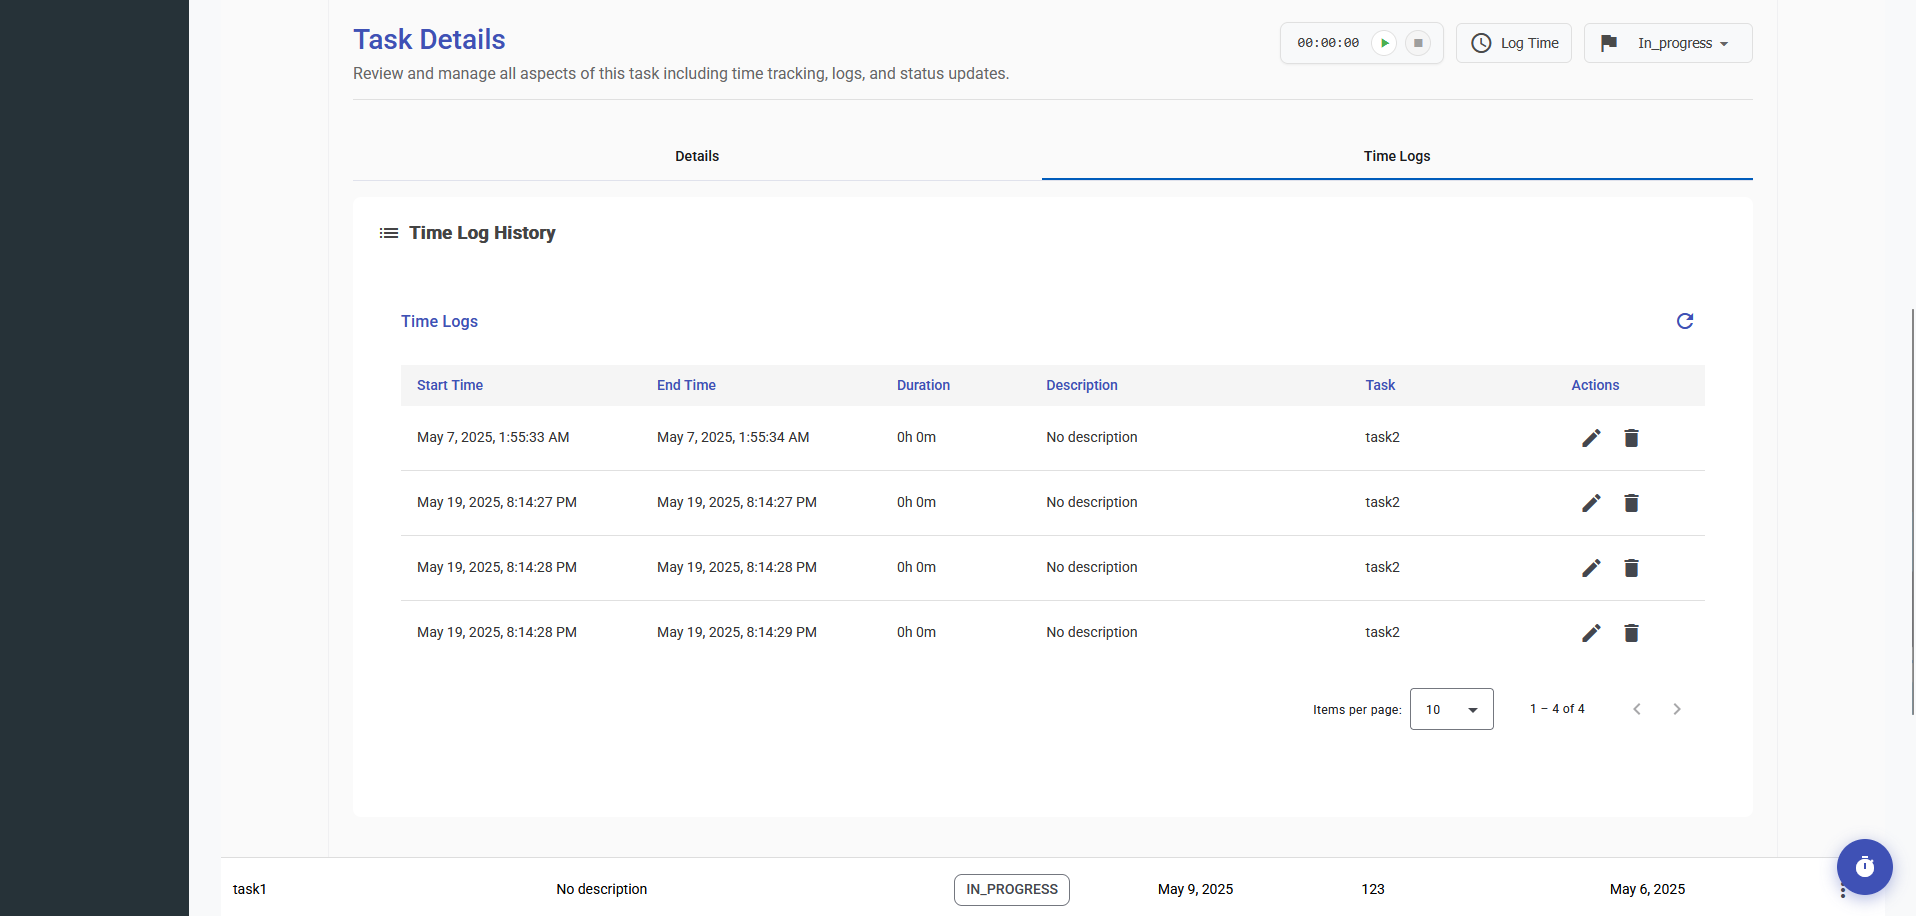 Task Details
00:00:00
Log Time
In_progress
Review and manage all aspects of this task including time tracking, logs, and status updates.
Details
Time Logs
Time Log History
Time Logs
Start Time End Time Duration Description Task Actions
May 7, 2025, 1:55:33 AM May 7, 2025, 1:55:34 AM 0h 0m No description task2
May 19, 2025, 8:14:27 PM May 19, 2025, 8:14:27 PM 0h 0m No description task2
May 19, 2025, 8:14:28 PM May 19, 2025, 8:14:28 PM 0h 0m No description task2
May 19, 2025, 8:14:28 PM May 19, 2025, 8:14:29 PM 0h 0m No description task2
Items per page: 10 1 – 4 of 4
task1 No description IN_PROGRESS May 9, 2025 123 May 6, 2025